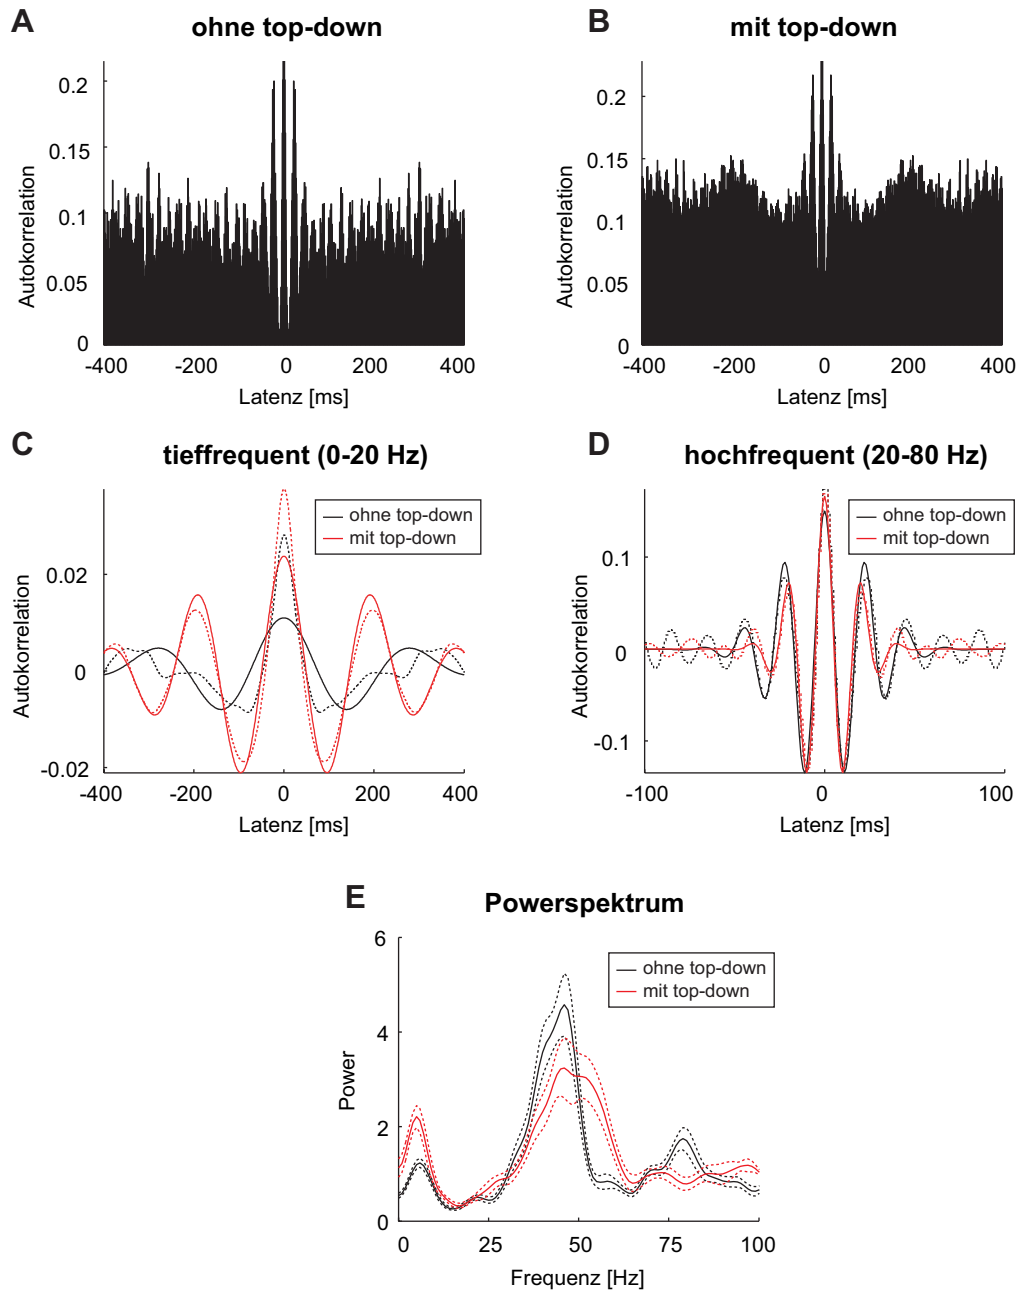 A
ohne top-down
B
mit top-down
Autokorrelation
0.2
0.15
0.1
0.05
0
-400
-200
0
200
400
Latenz [ms]
Autokorrelation
0.2
0.15
0.1
0.05
0
-400
-200
0
200
400
Latenz [ms]
C
tieffrequent (0-20 Hz)
D
hochfrequent (20-80 Hz)
Autokorrelation
0.02
0
-0.02
ohne top-down
mit top-down
-400
-200
0
200
400
Latenz [ms]
Autokorrelation
0.1
0
-0.1
ohne top-down
mit top-down
-100
0
100
Latenz [ms]
E
Powerspektrum
Power
6
4
2
0
ohne top-down
mit top-down
0
25
50
75
100
Frequenz [Hz]